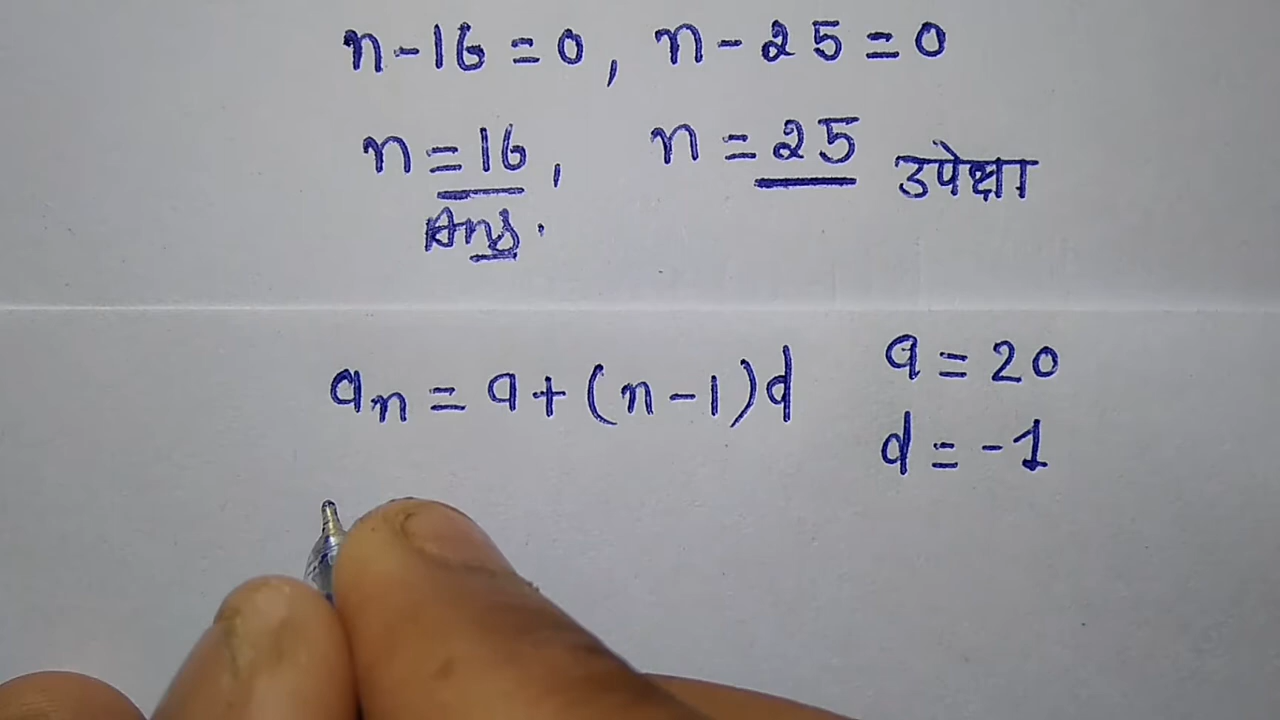 n-16=0, n-25=0
n=16, n=25 उपेक्षा
Ans.
an=a+(n-1)d a=20
d=-1